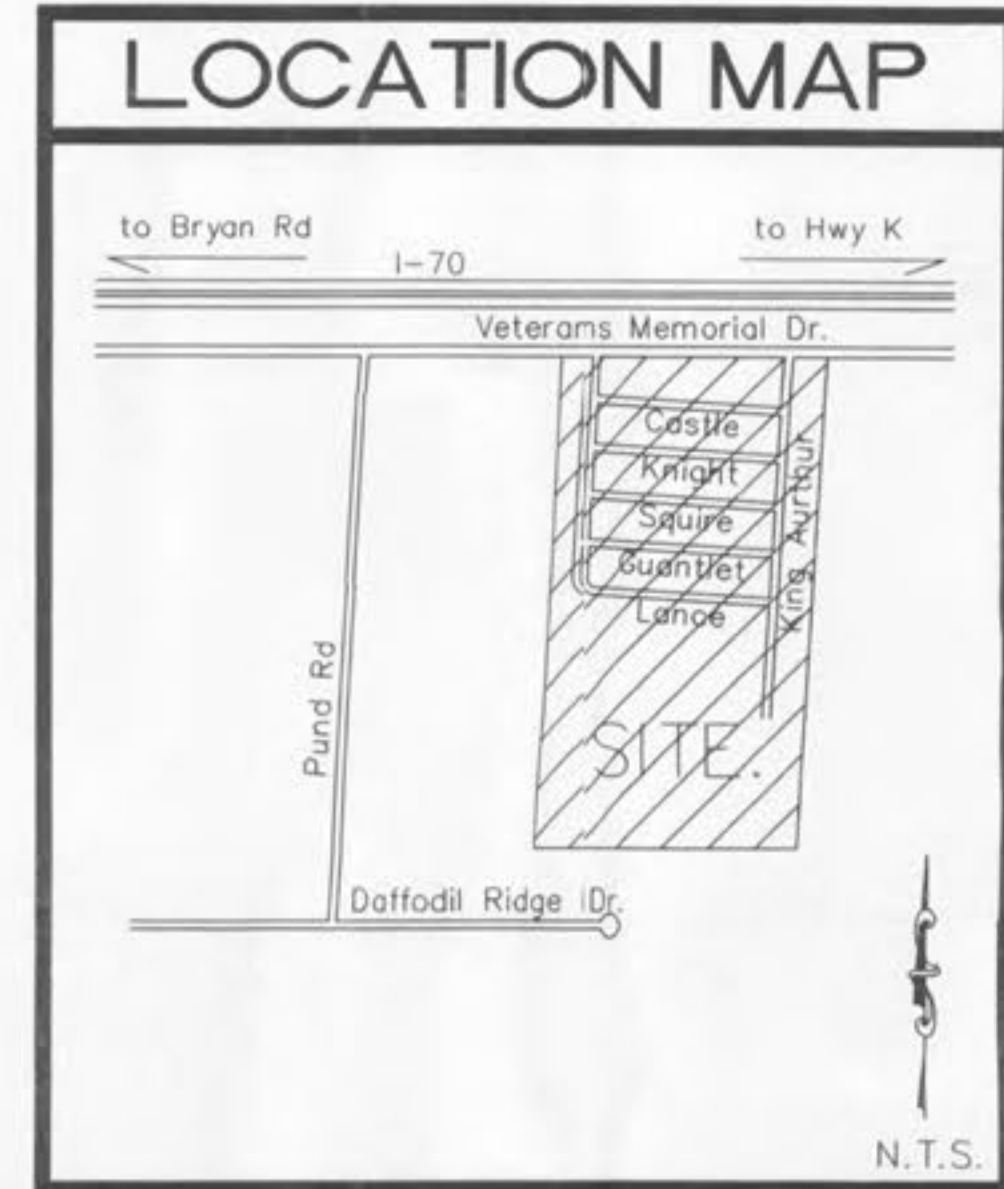 LOCATION MAP
to Bryan Rd
to Hwy K
I-70
Veterams Memorial Dr.
Castle
Knight
Squire
Guantlet
Lance
King Aurthur
Pund Rd
SITE.
Daffodil Ridge Dr.
N.T.S.